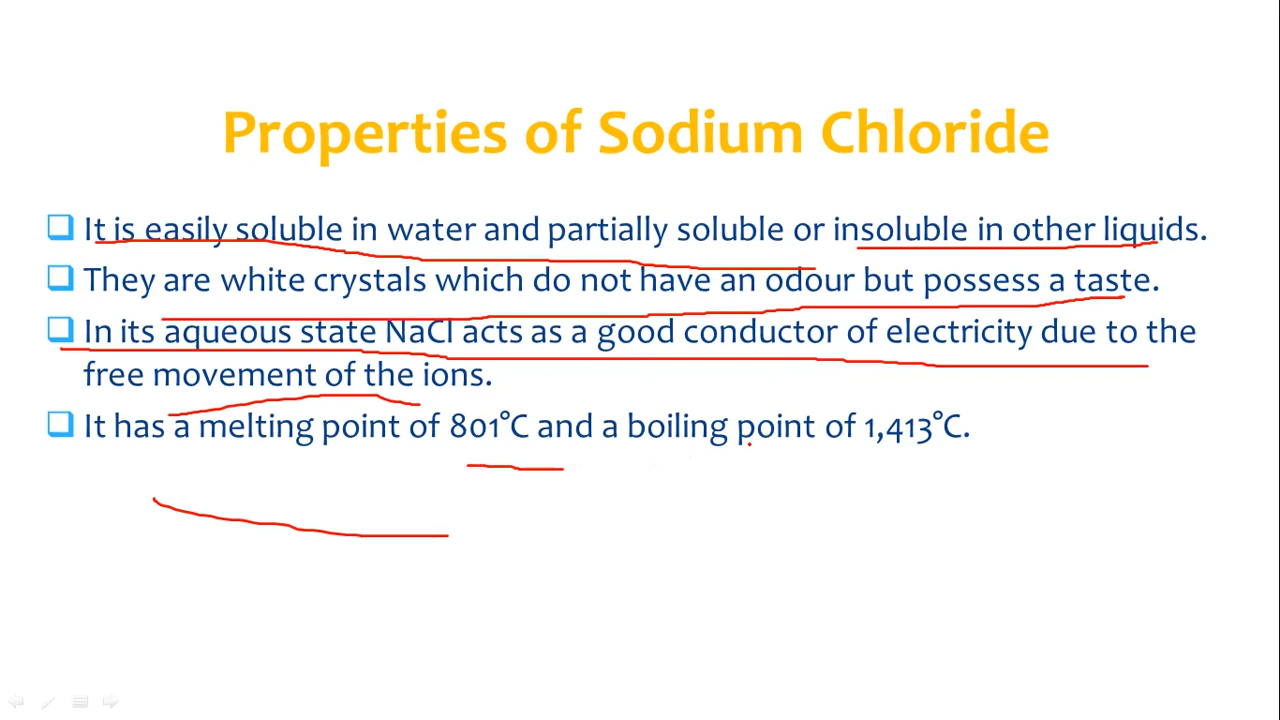 Properties of Sodium Chloride
It is easily soluble in water and partially soluble or insoluble in other liquids.
They are white crystals which do not have an odour but possess a taste.
In its aqueous state NaCl acts as a good conductor of electricity due to the
free movement of the ions.
It has a melting point of 801°C and a boiling point of 1,413°C.